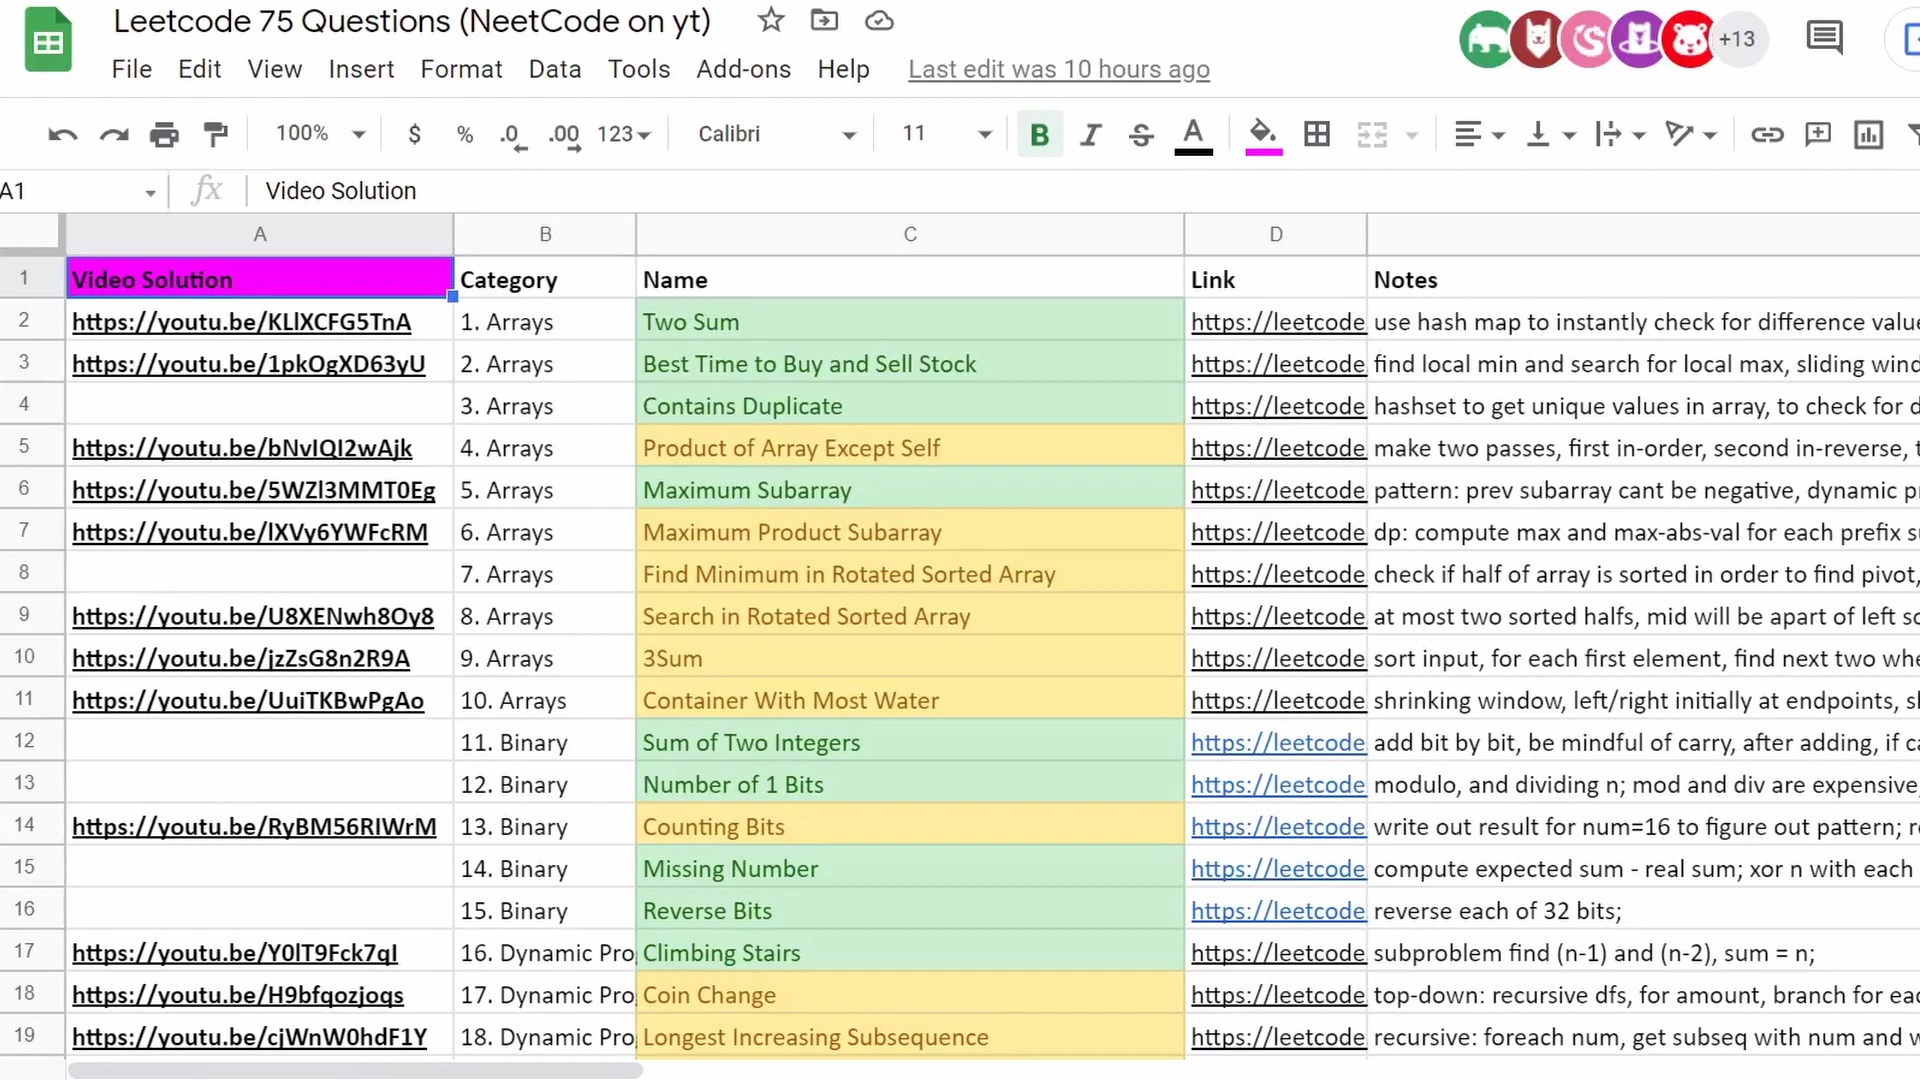 Leetcode 75 Questions (NeetCode on yt)
+13
File Edit View Insert Format Data Tools Add-ons Help Last edit was 10 hours ago
100% $ % .0 .00 123 Calibri 11 B I S A
A1 fx Video Solution
A B C D
1 Video Solution Category Name Link Notes
2 https://youtu.be/KLlXCFG5TnA 1. Arrays Two Sum https://leetcode. use hash map to instantly check for difference value
3 https://youtu.be/1pkOgXD63yU 2. Arrays Best Time to Buy and Sell Stock https://leetcode. find local min and search for local max, sliding wind
4 3. Arrays Contains Duplicate https://leetcode. hashset to get unique values in array, to check for d
5 https://youtu.be/bNvIQI2wAjk 4. Arrays Product of Array Except Self https://leetcode. make two passes, first in-order, second in-reverse, t
6 https://youtu.be/5WZl3MMT0Eg 5. Arrays Maximum Subarray https://leetcode. pattern: prev subarray cant be negative, dynamic pr
7 https://youtu.be/lXVy6YWFcRM 6. Arrays Maximum Product Subarray https://leetcode. dp: compute max and max-abs-val for each prefix su
8 7. Arrays Find Minimum in Rotated Sorted Array https://leetcode. check if half of array is sorted in order to find pivot,
9 https://youtu.be/U8XENwh8Oy8 8. Arrays Search in Rotated Sorted Array https://leetcode. at most two sorted halfs, mid will be apart of left so
10 https://youtu.be/jzZsG8n2R9A 9. Arrays 3Sum https://leetcode. sort input, for each first element, find next two whe
11 https://youtu.be/UuiTKBwPgAo 10. Arrays Container With Most Water https://leetcode. shrinking window, left/right initially at endpoints, sh
12 11. Binary Sum of Two Integers https://leetcode. add bit by bit, be mindful of carry, after adding, if ca
13 12. Binary Number of 1 Bits https://leetcode. modulo, and dividing n; mod and div are expensive,
14 https://youtu.be/RyBM56RIWrM 13. Binary Counting Bits https://leetcode. write out result for num=16 to figure out pattern; re
15 14. Binary Missing Number https://leetcode. compute expected sum - real sum; xor n with each
16 15. Binary Reverse Bits https://leetcode. reverse each of 32 bits;
17 https://youtu.be/Y0lT9Fck7qI 16. Dynamic Pro Climbing Stairs https://leetcode. subproblem find (n-1) and (n-2), sum = n;
18 https://youtu.be/H9bfqozjoqs 17. Dynamic Pro Coin Change https://leetcode. top-down: recursive dfs, for amount, branch for eac
19 https://youtu.be/cjWnW0hdF1Y 18. Dynamic Pro Longest Increasing Subsequence https://leetcode. recursive: foreach num, get subseq with num and w